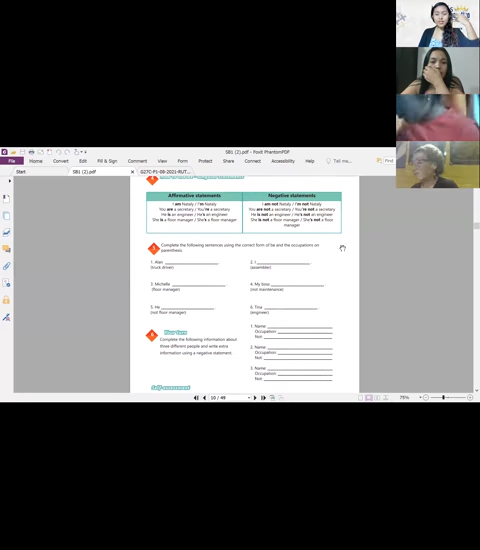 SB1 (2).pdf - Foxit PhantomPDF
File Home Convert Edit Fill & Sign Comment View Form Protect Share Connect Accessibility Help Tell me... Find
Start SB1 (2).pdf G27C-P1-08-2021-RUT...
Affirmative statements
Negative statements
I am Nataly / I'm Nataly
You are a secretary / You're a secretary
He is an engineer / He's an engineer
She is a floor manager / She's a floor manager
I am not Nataly / I'm not Nataly
You are not a secretary / You're not a secretary
He is not an engineer / He's not an engineer
She is not a floor manager / She's not a floor manager
Complete the following sentences using the correct form of be and the occupations on parenthesis.
1. Alan
(truck driver)
2. I
(assembler)
3. Michelle
(floor manager)
4. My boss
(not maintenance)
5. He
(not floor manager)
6. Tina
(engineer)
Your turn
Complete the following information about
three different people and write extra
information using a negative statement.
1. Name:
Occupation:
Not:
2. Name:
Occupation:
Not:
3. Name:
Occupation:
Not:
Self-assessment
10 / 49
75%